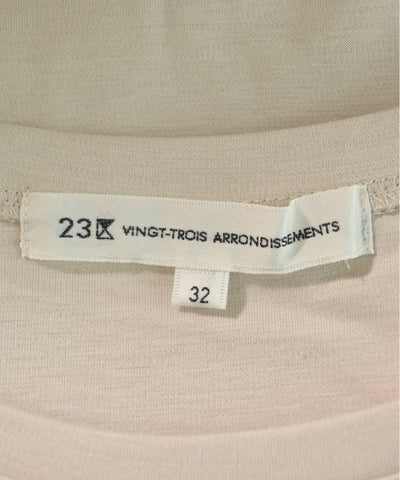 23区 VINGT-TROIS ARRONDISSEMENTS
32